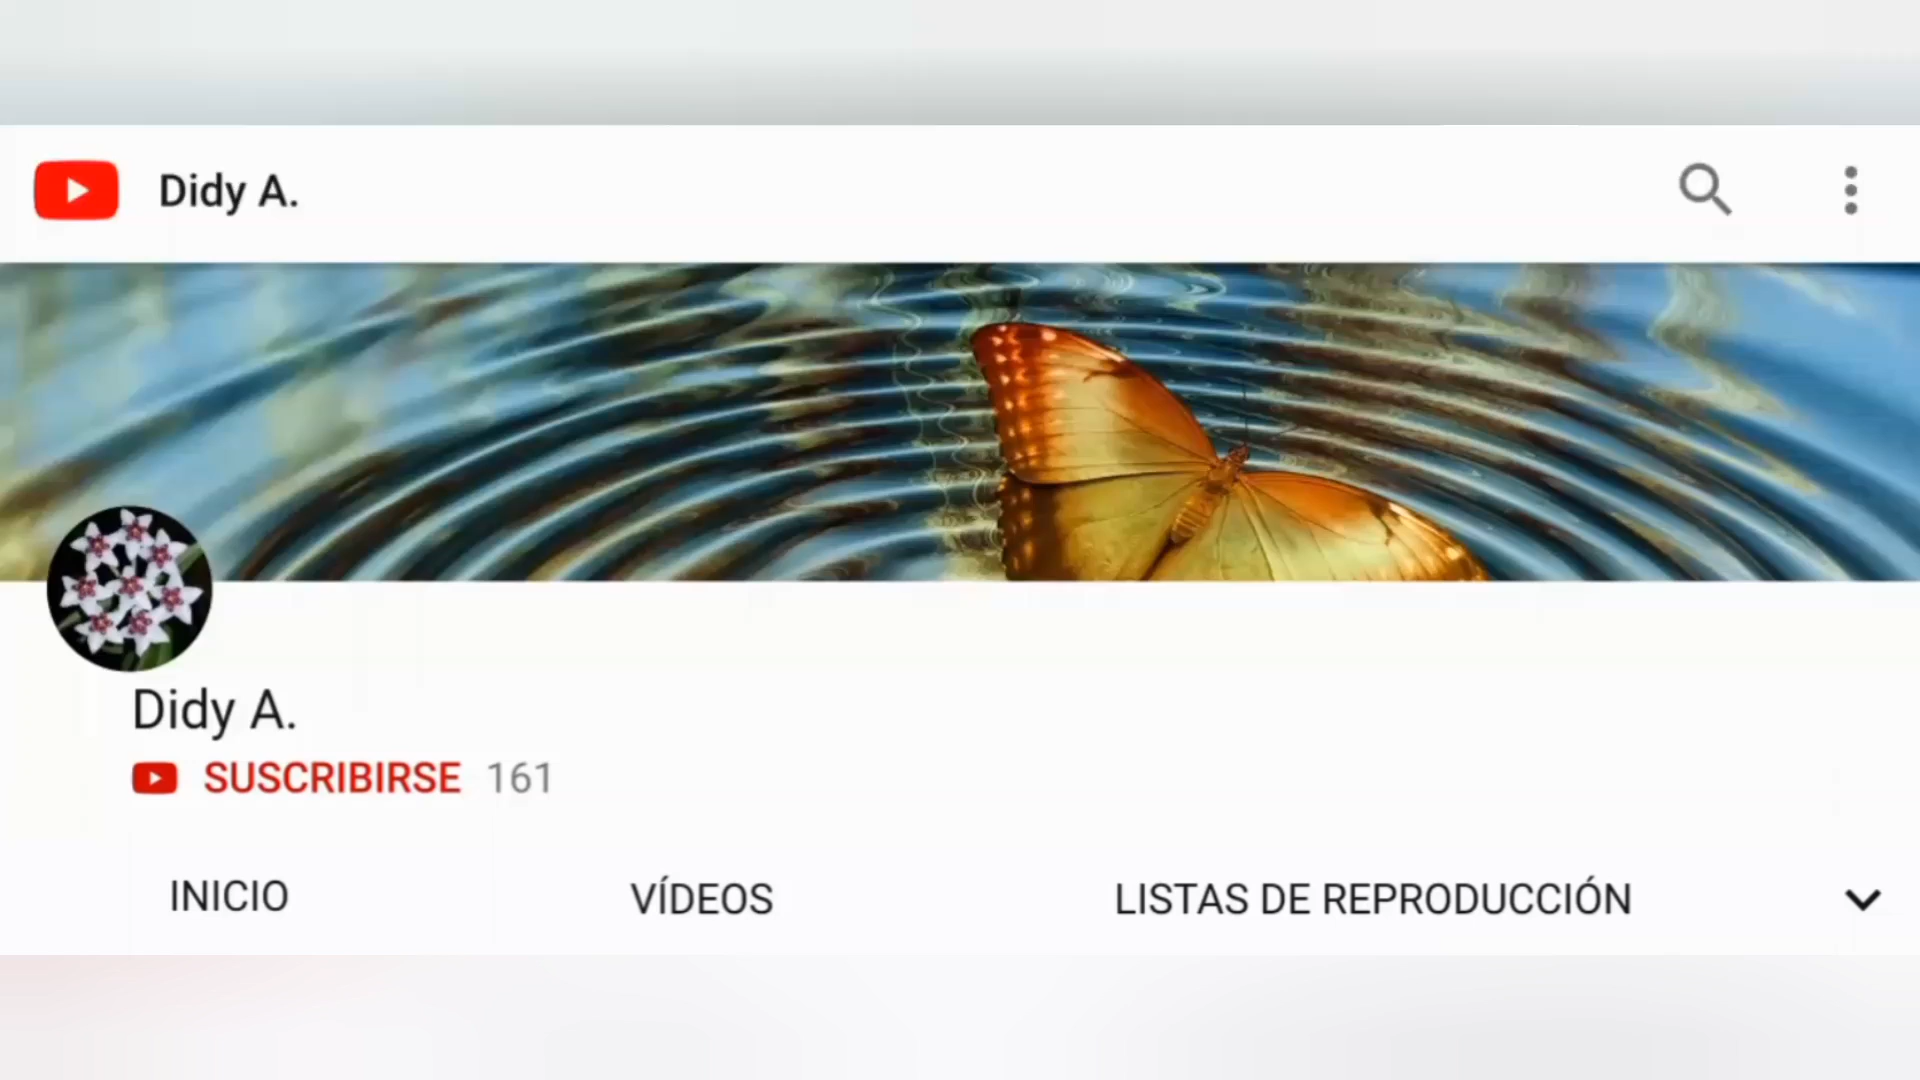 Didy A.
Didy A.
SUSCRIBIRSE 161
INICIO VÍDEOS LISTAS DE REPRODUCCIÓN